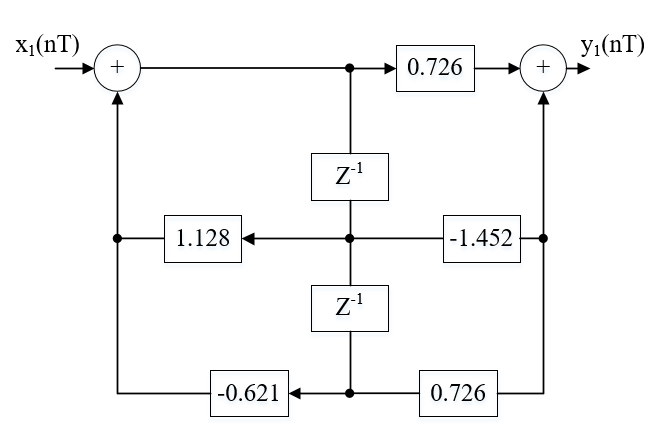 x₁(nT)
y₁(nT)
+
0.726
+
Z⁻¹
1.128
-1.452
Z⁻¹
-0.621
0.726